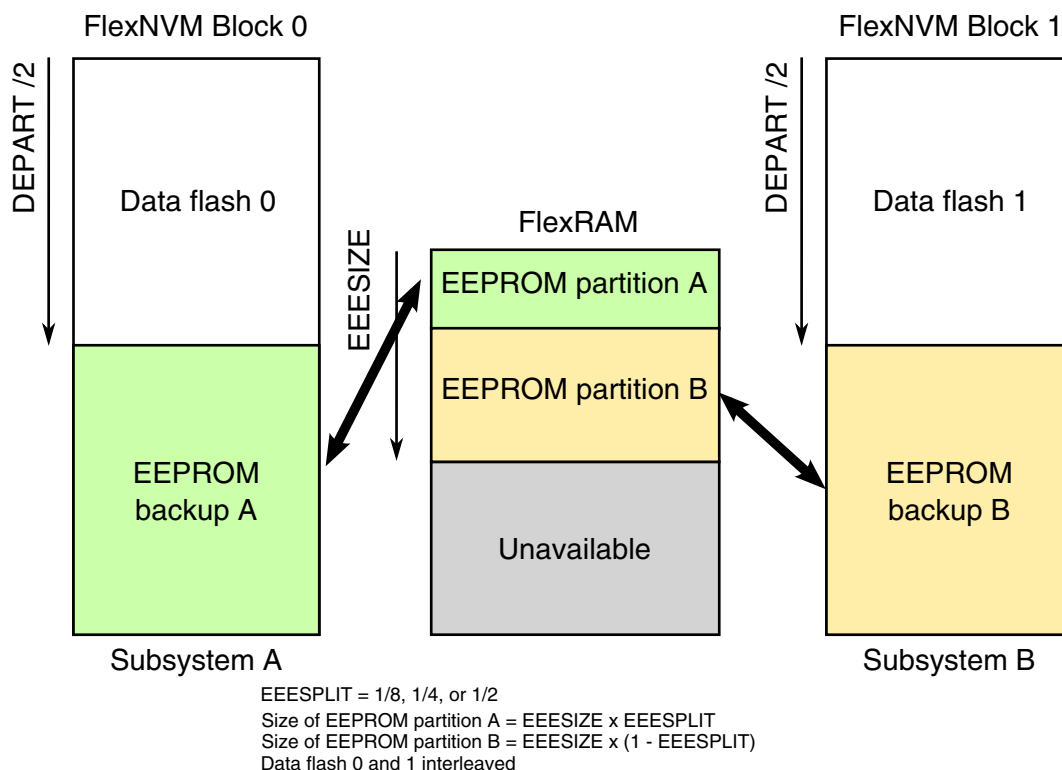 FlexNVM Block 0
FlexNVM Block 1
DEPART /2
DEPART /2
Data flash 0
Data flash 1
FlexRAM
EEESIZE
EEPROM partition A
EEPROM partition B
EEPROM
backup A
EEPROM
backup B
Unavailable
Subsystem A
Subsystem B
EEESPLIT = 1/8, 1/4, or 1/2
Size of EEPROM partition A = EEESIZE x EEESPLIT
Size of EEPROM partition B = EEESIZE x (1 - EEESPLIT)
Data flash 0 and 1 interleaved